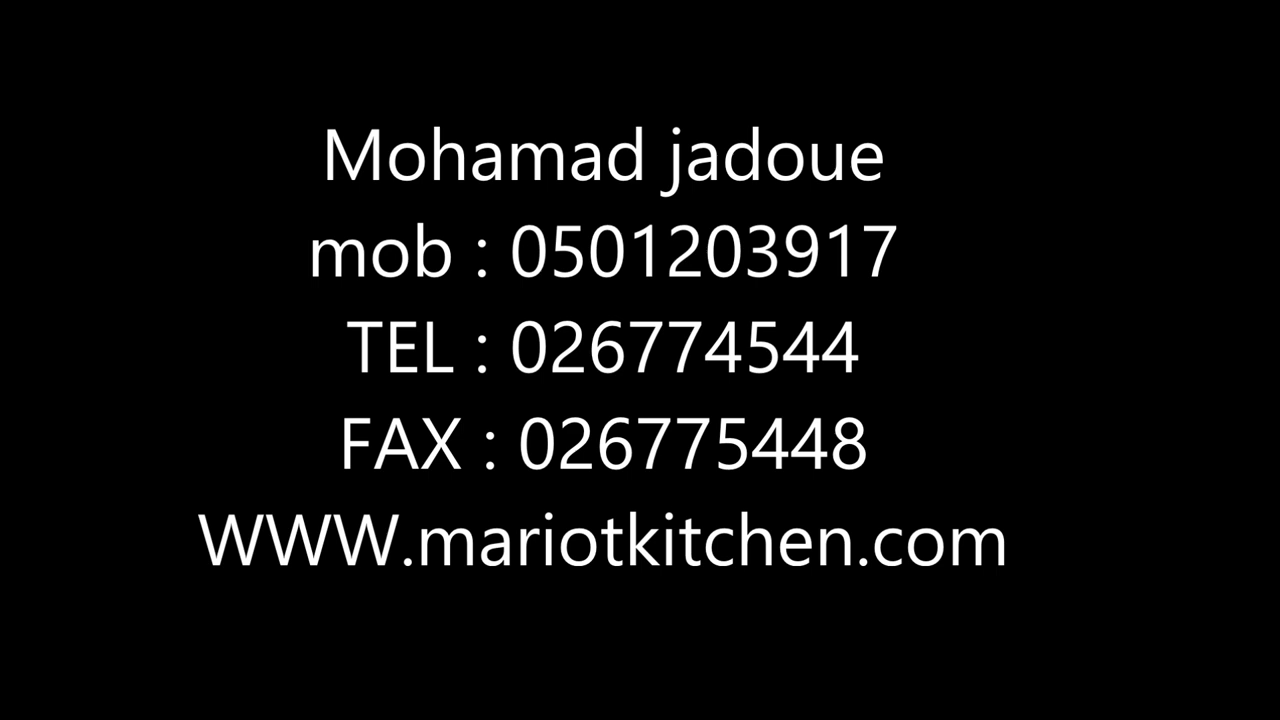 Mohamad jadoue
mob : 0501203917
TEL : 026774544
FAX : 026775448
WWW.mariotkitchen.com